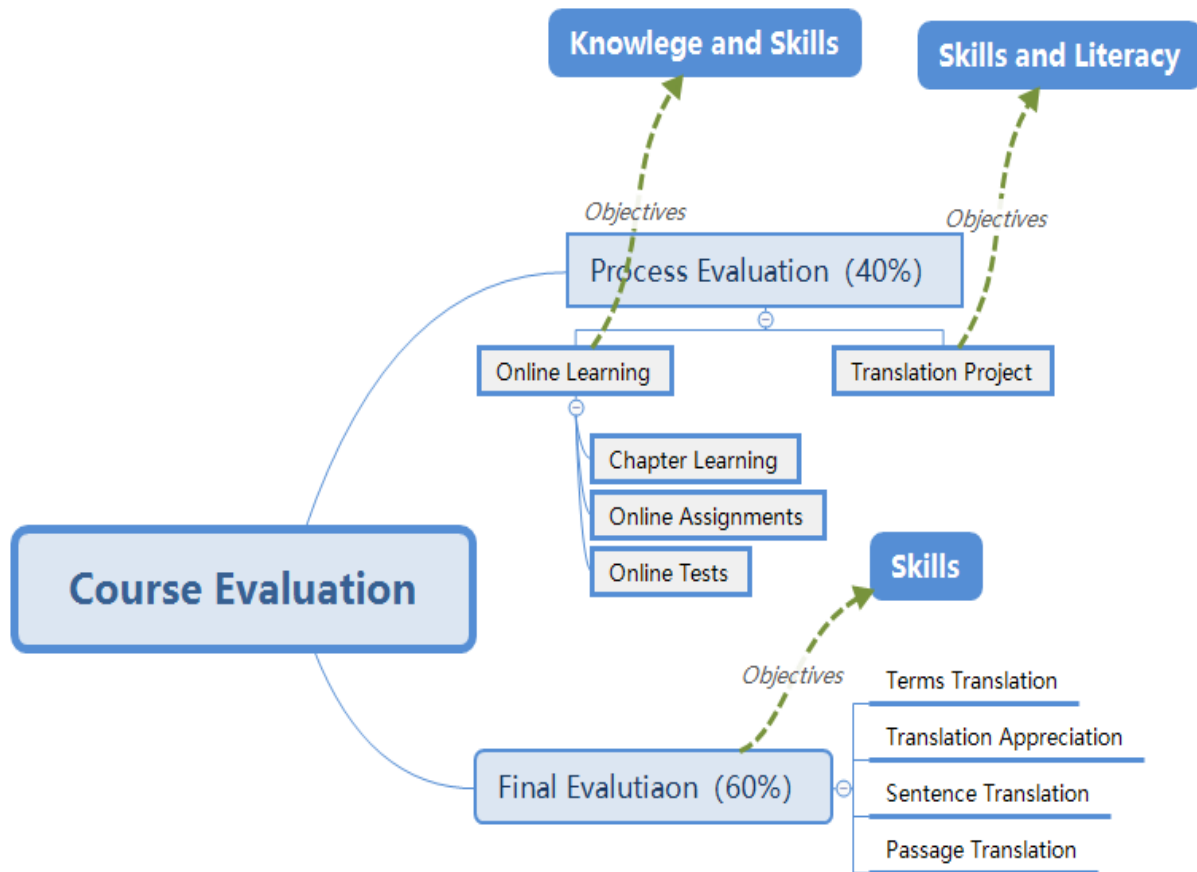 Knowlege and Skills
Skills and Literacy
Objectives
Objectives
Process Evaluation (40%)
Online Learning
Translation Project
Chapter Learning
Online Assignments
Online Tests
Course Evaluation
Skills
Objectives
Final Evalutiaon (60%)
Terms Translation
Translation Appreciation
Sentence Translation
Passage Translation